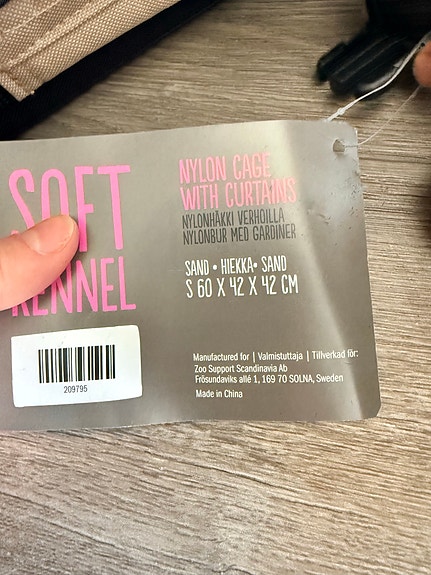 SOFT
KENNEL
209795
NYLON CAGE
WITH CURTAINS
NYLONHÄKKI VERHOILLA
NYLONBUR MED GARDINER
SAND • HIEKKA• SAND
S 60 X 42 X 42 CM
Manufactured for | Valmistuttaja | Tillverkad för:
Zoo Support Scandinavia Ab
Frösundaviks allé 1, 169 70 SOLNA, Sweden
Made in China